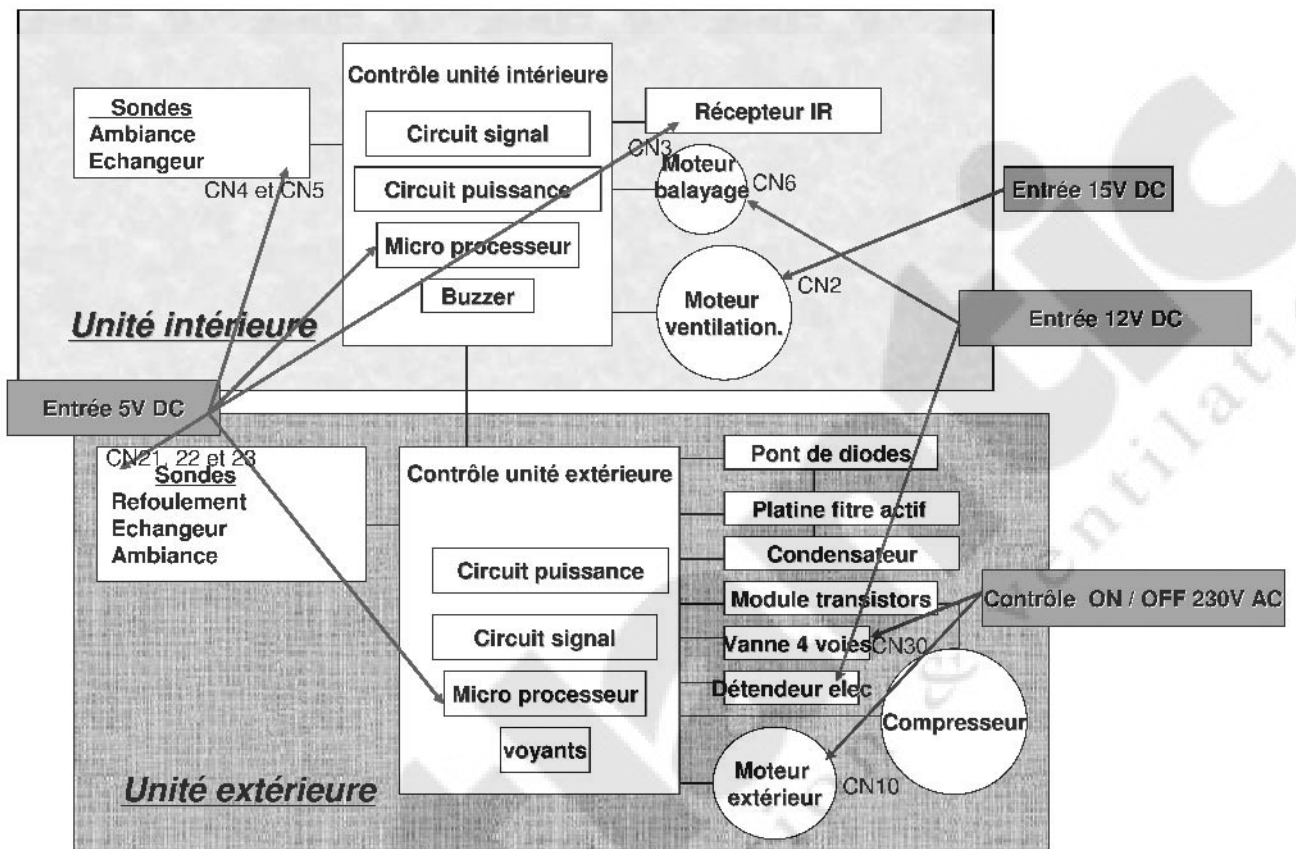 Contrôle unité intérieure
Sondes
Ambiance
Echangeur
CN4 et CN5
Circuit signal
Circuit puissance
Micro processeur
Buzzer
Récepteur IR
CN3
Moteur
balayage
CN6
Moteur
ventilation.
CN2
Entrée 15V DC
Entrée 12V DC
Unité intérieure
Entrée 5V DC
CN21, 22 et 23
Sondes
Refoulement
Echangeur
Ambiance
Contrôle unité extérieure
Circuit puissance
Circuit signal
Micro processeur
voyants
Pont de diodes
Platine fitre actif
Condensateur
Module transistors
Vanne 4 voies
CN30
Détendeur elec
Contrôle ON / OFF 230V AC
Compresseur
Moteur
extérieur
CN10
Unité extérieure